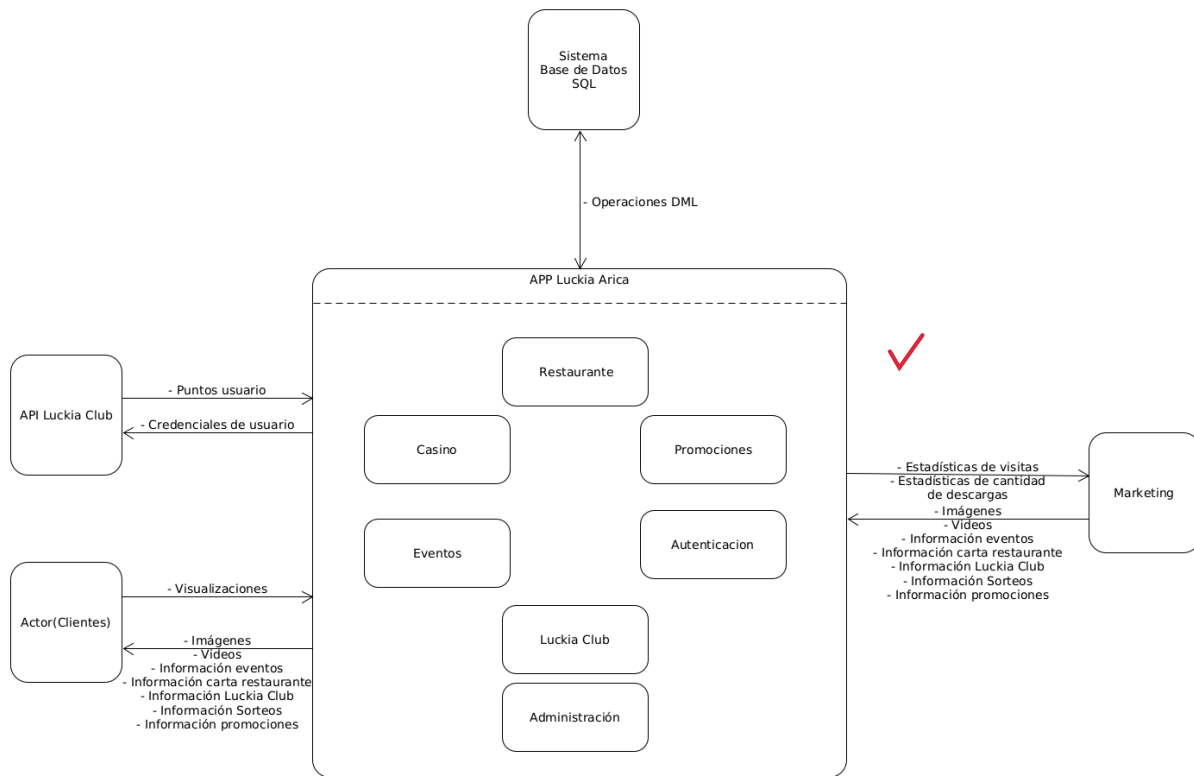 Sistema
Base de Datos
SQL
- Operaciones DML
APP Luckia Arica
Restaurante
Casino
Promociones
Eventos
Autenticacion
Luckia Club
Administración
API Luckia Club
- Puntos usuario
- Credenciales de usuario
Actor(Clientes)
- Visualizaciones
- Imágenes
- Videos
- Información eventos
- Información carta restaurante
- Información Luckia Club
- Información Sorteos
- Información promociones
- Estadísticas de visitas
- Estadísticas de cantidad
de descargas
- Imágenes
- Videos
- Información eventos
- Información carta restaurante
- Información Luckia Club
- Información Sorteos
- Información promociones
Marketing